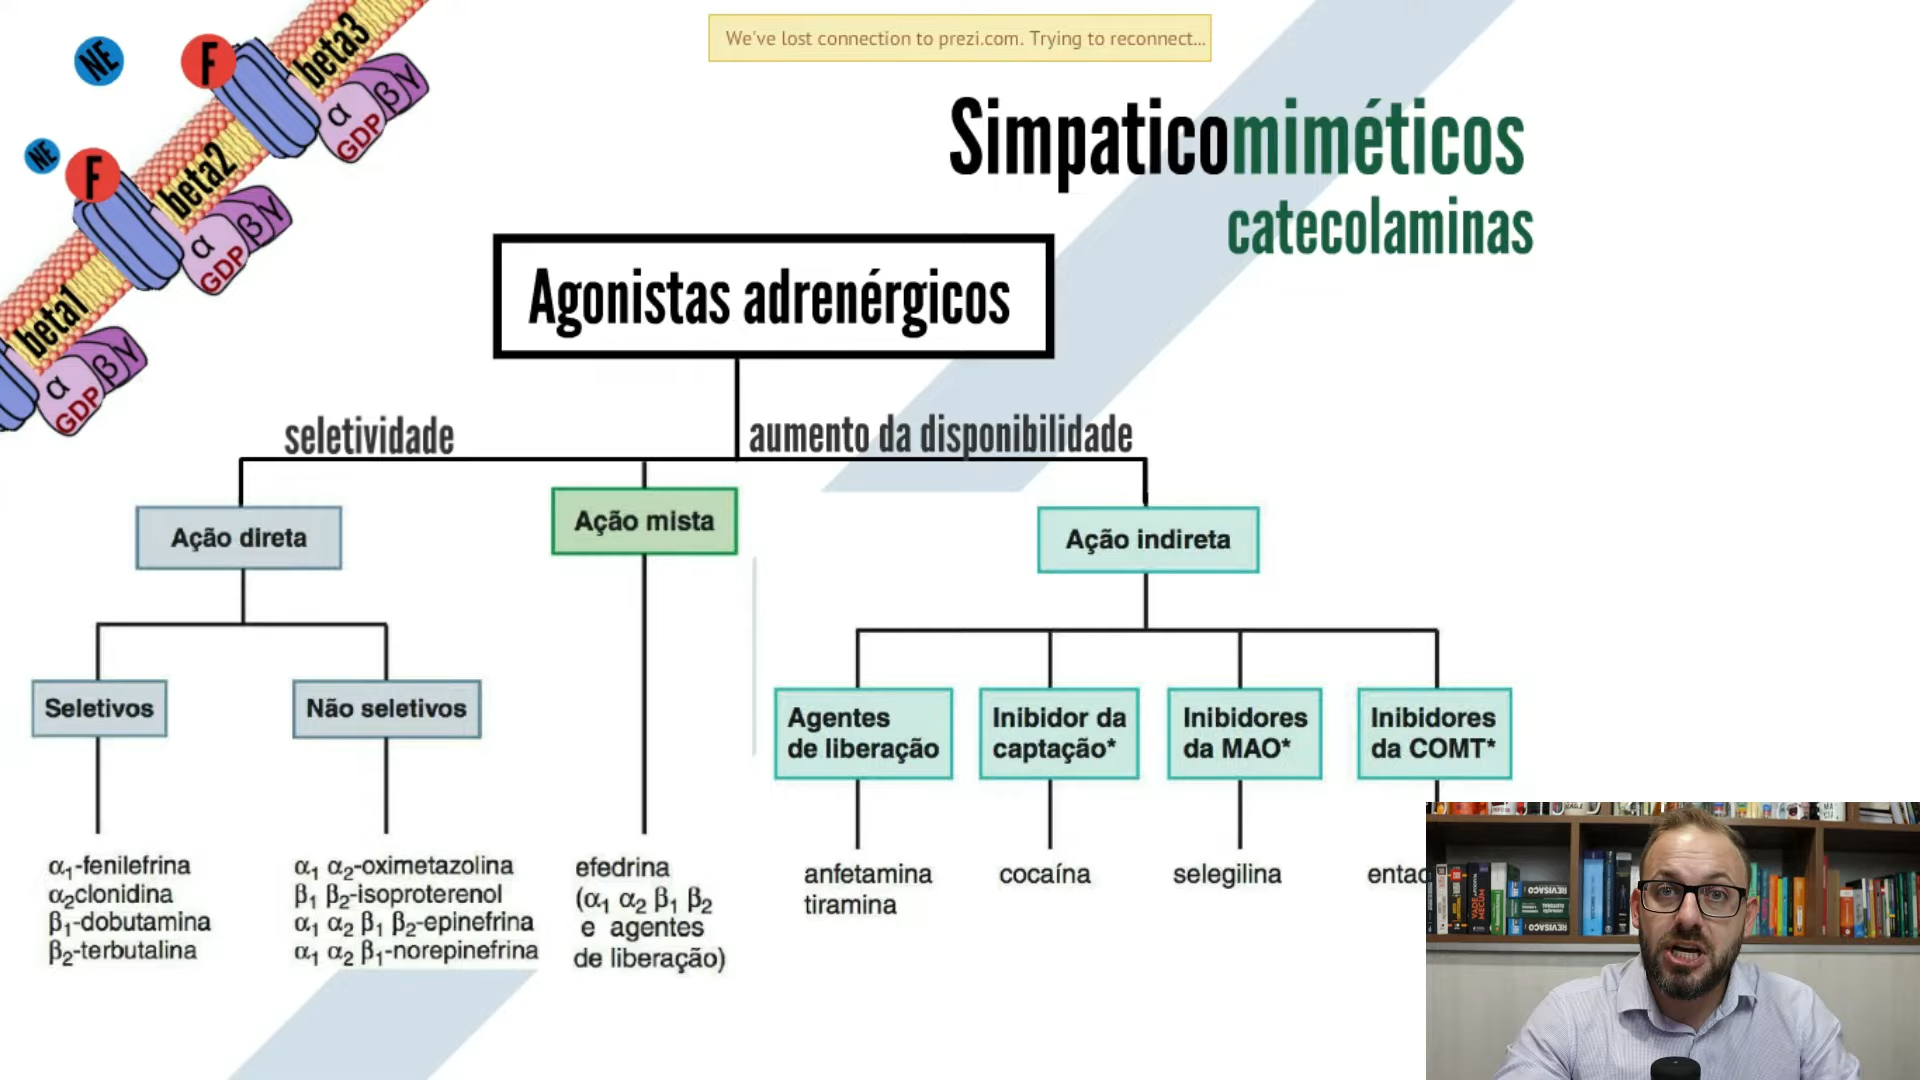 We've lost connection to prezi.com. Trying to reconnect...
NE
F
beta3
α
βγ
GDP
NE
F
beta2
α
βγ
GDP
beta1
α
βγ
GDP
Simpaticomiméticos
catecolaminas
Agonistas adrenérgicos
seletividade
aumento da disponibilidade
Ação direta
Ação mista
Ação indireta
Seletivos
Não seletivos
Agentes
de liberação
Inibidor da
captação*
Inibidores
da MAO*
Inibidores
da COMT*
α₁-fenilefrina
α₂clonidina
β₁-dobutamina
β₂-terbutalina
α₁ α₂-oximetazolina
β₁ β₂-isoproterenol
α₁ α₂ β₁ β₂-epinefrina
α₁ α₂ β₁-norepinefrina
efedrina
(α₁ α₂ β₁ β₂
e agentes
de liberação)
anfetamina
tiramina
cocaína
selegilina
entac
REVISAÇO
REVISAÇO
VADE
MECUM